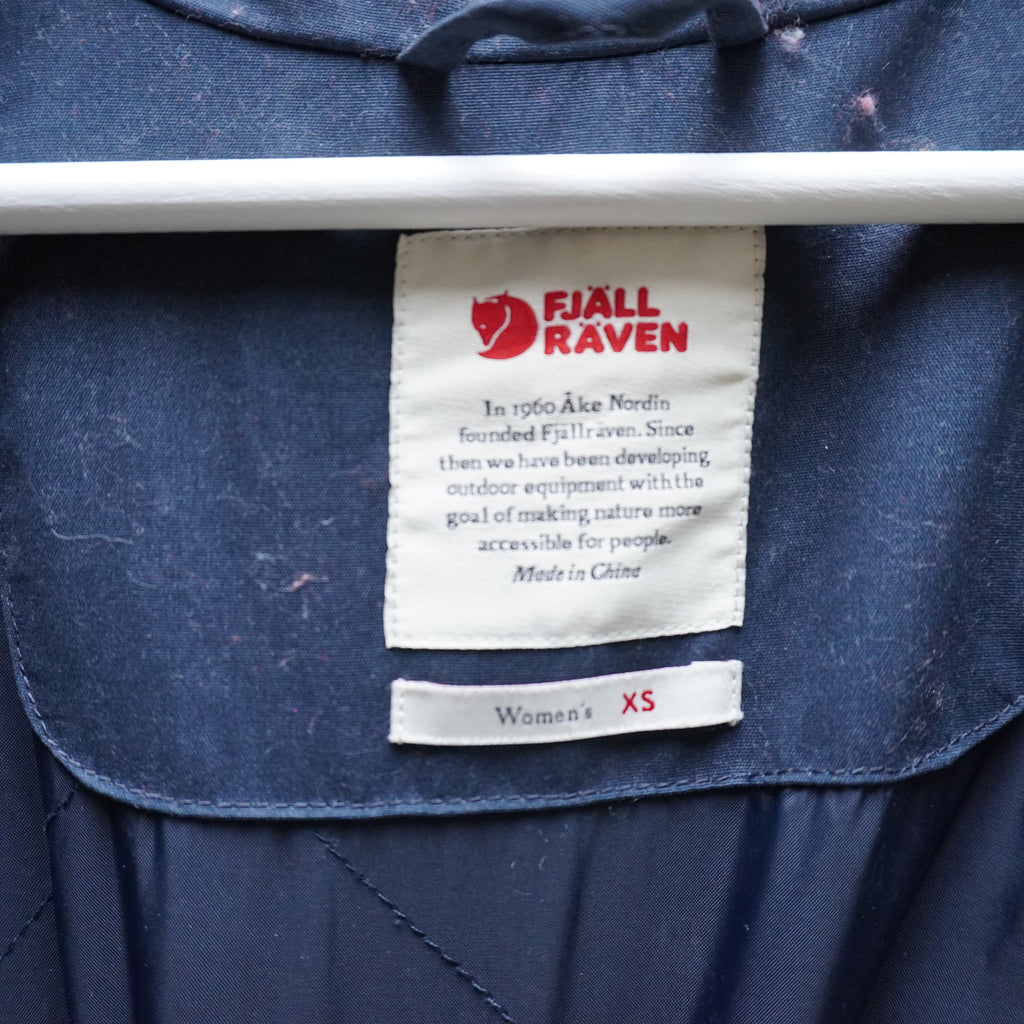 FJÄLL
RÄVEN
In 1960 Åke Nordin
founded Fjällräven. Since
then we have been developing
outdoor equipment with the
goal of making nature more
accessible for people.
Made in China
Women's XS